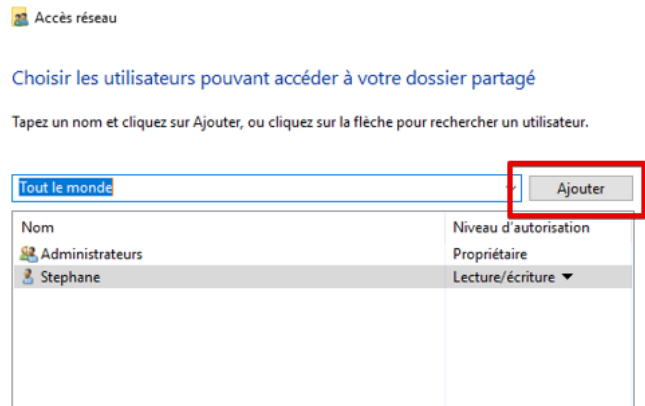 Accès réseau
Choisir les utilisateurs pouvant accéder à votre dossier partagé
Tapez un nom et cliquez sur Ajouter, ou cliquez sur la flèche pour rechercher un utilisateur.
Tout le monde Ajouter
Nom Niveau d'autorisation
Administrateurs Propriétaire
Stephane Lecture/écriture